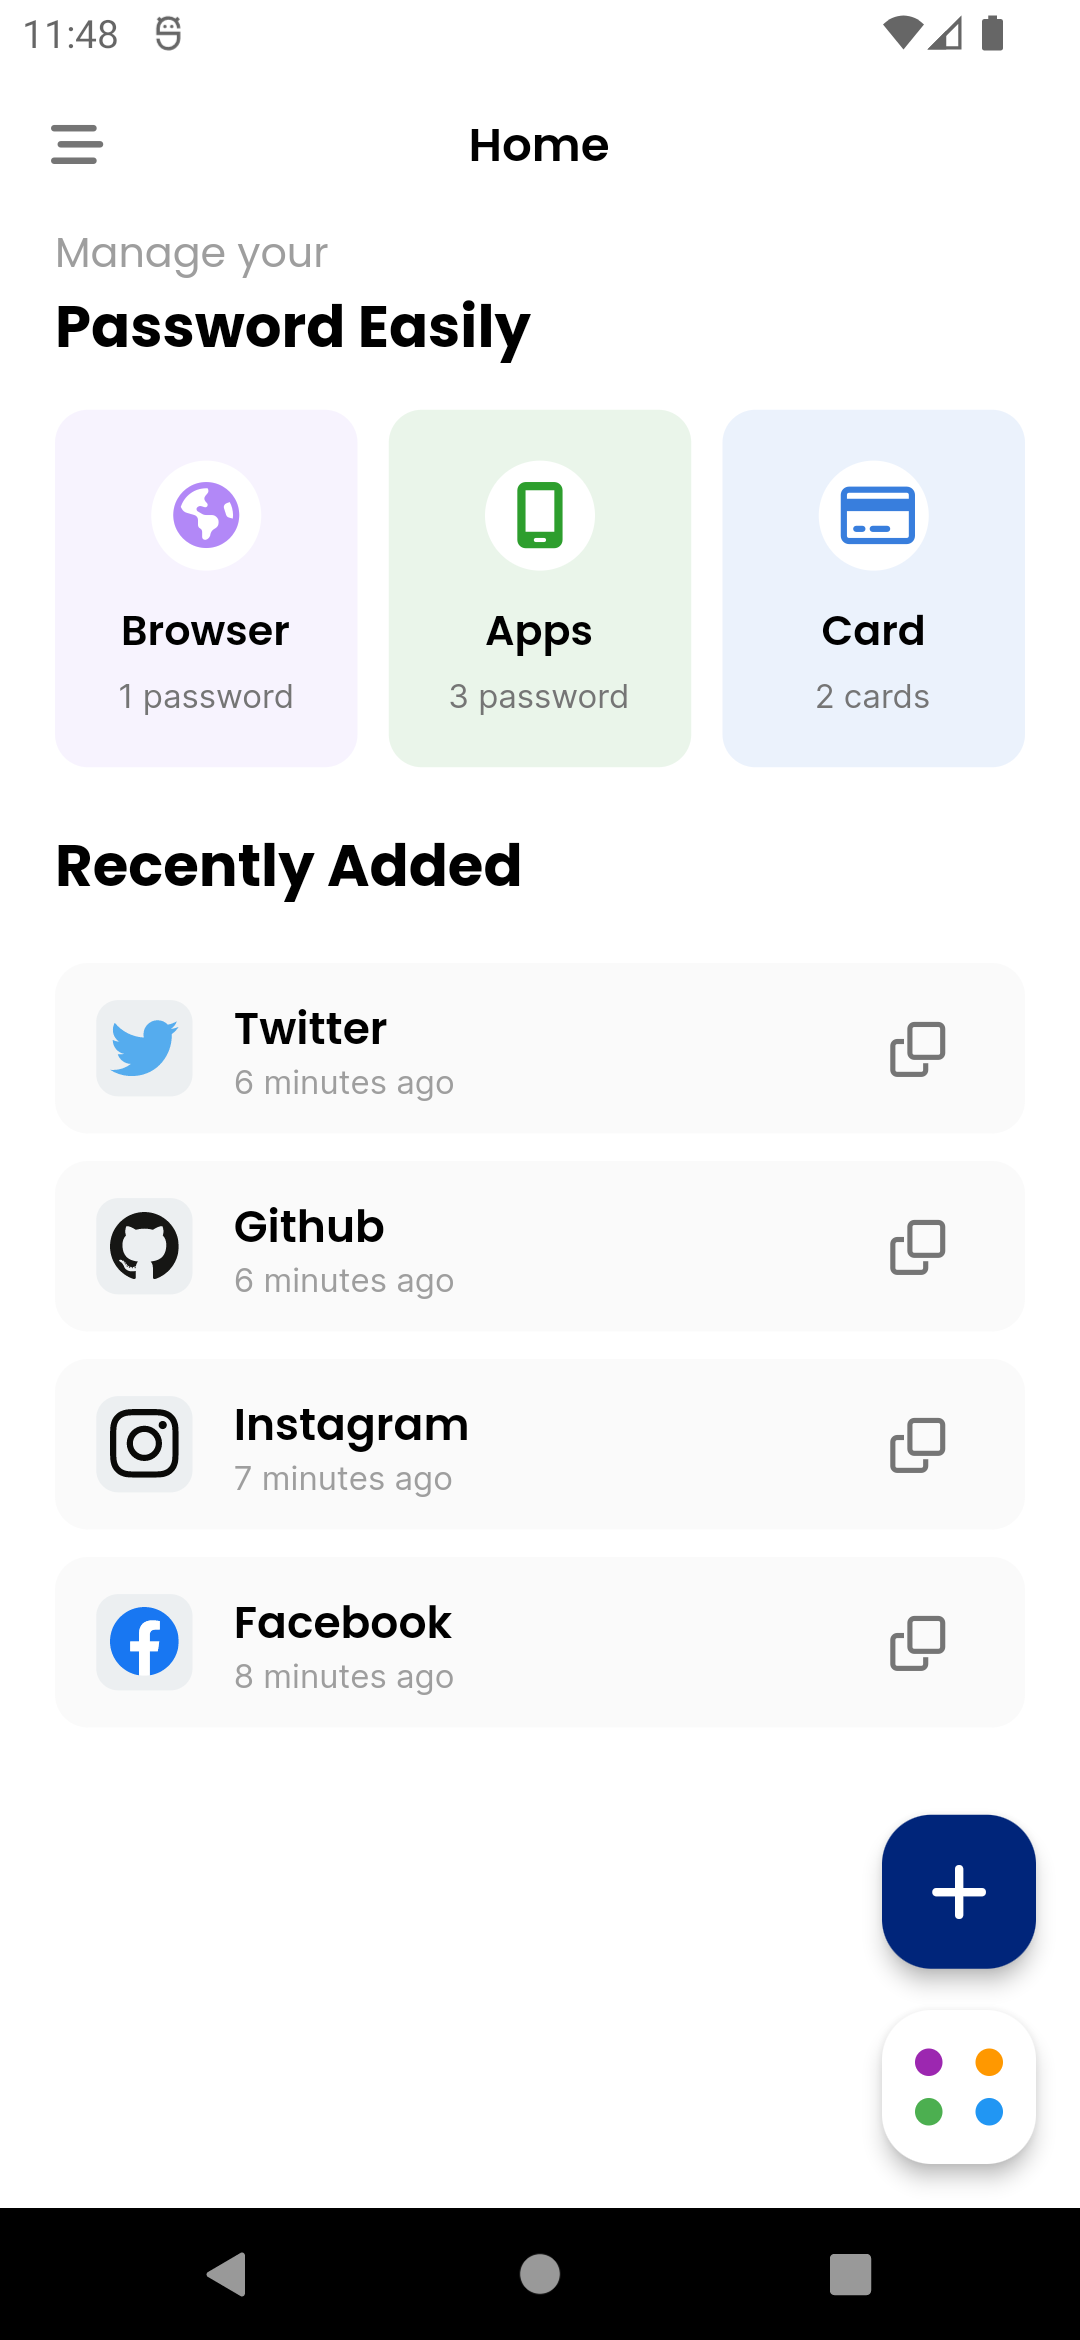 11:48
Home
Manage your
Password Easily
Browser
1 password
Apps
3 password
Card
2 cards
Recently Added
Twitter
6 minutes ago
Github
6 minutes ago
Instagram
7 minutes ago
Facebook
8 minutes ago